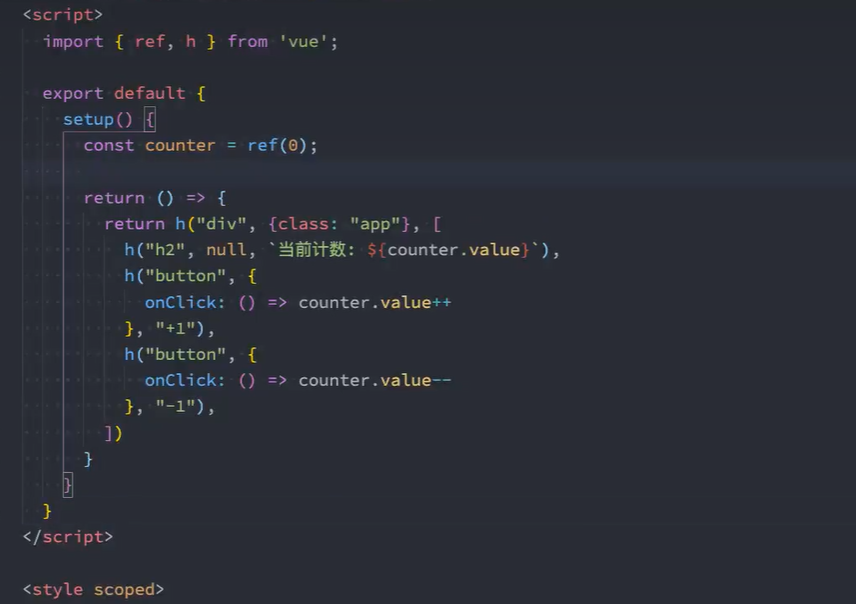 <script>
import { ref, h } from 'vue';
export default {
setup() {
const counter = ref(0);
return () => {
return h("div", {class: "app"}, [
h("h2", null, `当前计数: ${counter.value}`),
h("button", {
onClick: () => counter.value++
}, "+1"),
h("button", {
onClick: () => counter.value--
}, "-1"),
])
}
}
}
</script>
<style scoped>